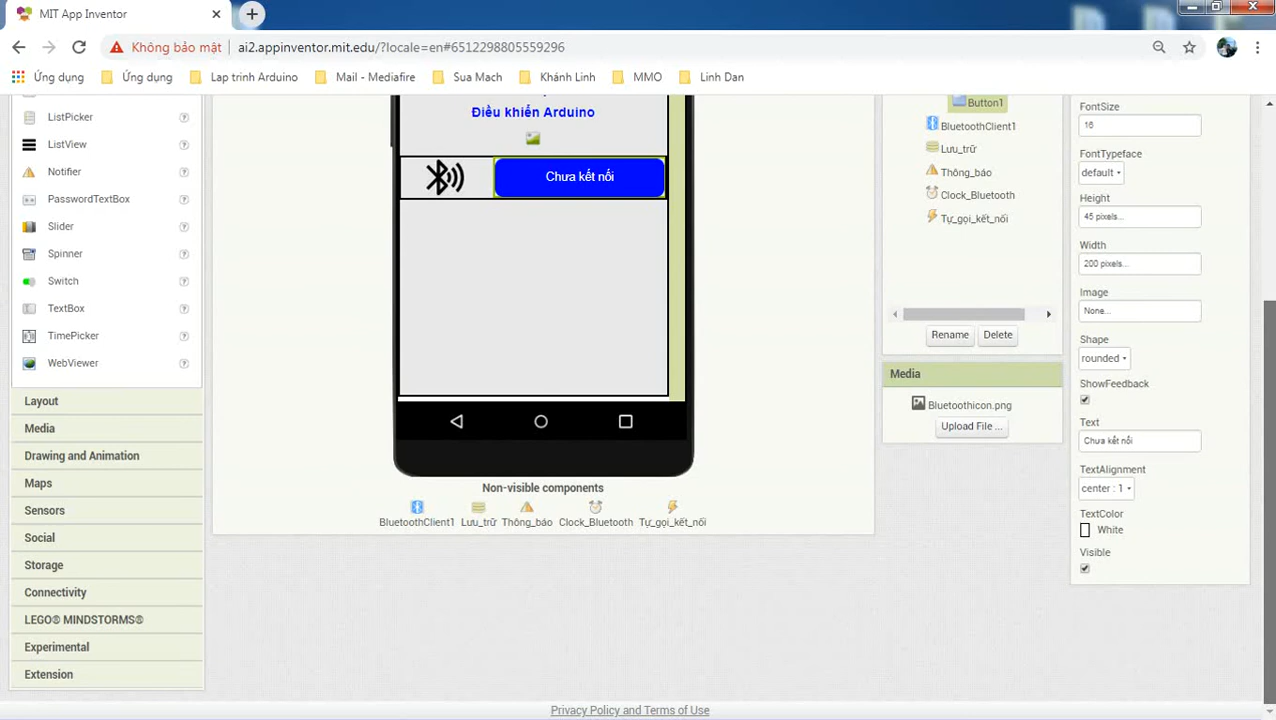 MIT App Inventor
Không bảo mật
ai2.appinventor.mit.edu/?locale=en#6512298805559296
Ứng dụng
Ứng dụng
Lap trinh Arduino
Mail - Mediafire
Sua Mach
Khánh Linh
MMO
Linh Dan
ListPicker
ListView
Notifier
PasswordTextBox
Slider
Spinner
Switch
TextBox
TimePicker
WebViewer
Layout
Media
Drawing and Animation
Maps
Sensors
Social
Storage
Connectivity
LEGO® MINDSTORMS®
Experimental
Extension
Điều khiển Arduino
Chưa kết nối
Non-visible components
BluetoothClient1
Lưu_trữ
Thông_báo
Clock_Bluetooth
Tự_gọi_kết_nối
Button1
BluetoothClient1
Lưu_trữ
Thông_báo
Clock_Bluetooth
Tự_gọi_kết_nối
Rename
Delete
Media
Bluetoothicon.png
Upload File ...
FontSize
16
FontTypeface
default
Height
45 pixels...
Width
200 pixels...
Image
None...
Shape
rounded
ShowFeedback
Text
Chưa kết nối
TextAlignment
center : 1
TextColor
White
Visible
Privacy Policy and Terms of Use